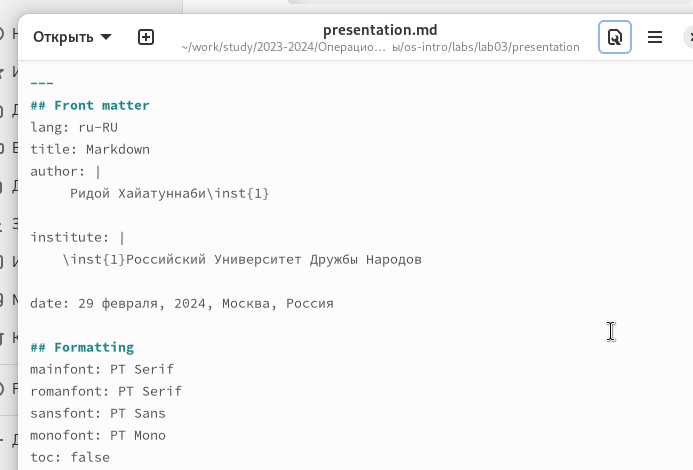 Открыть
presentation.md
~/work/study/2023-2024/Операцио… ы/os-intro/labs/lab03/presentation
---
## Front matter
lang: ru-RU
title: Markdown
author: |
Ридой Хайатуннаби\inst{1}
institute: |
\inst{1}Российский Университет Дружбы Народов
date: 29 февраля, 2024, Москва, Россия
## Formatting
mainfont: PT Serif
romanfont: PT Serif
sansfont: PT Sans
monofont: PT Mono
toc: false